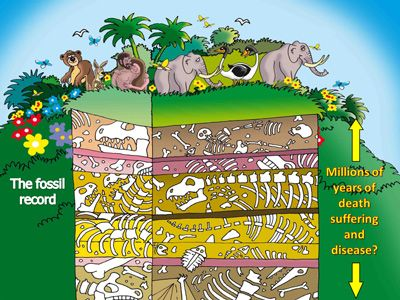 The fossil
record
Millions of
years of
death
suffering
and
disease?